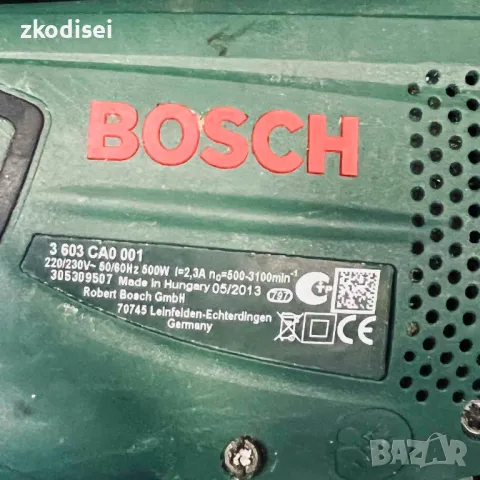 zkodisei
BOSCH
3 603 CA0 001
220/230V~ 50/60Hz 500W I=2,3A n₀=500-3100min⁻¹
305309507 Made in Hungary 05/2013
Robert Bosch GmbH
70745 Leinfelden-Echterdingen
Germany
BAZAR